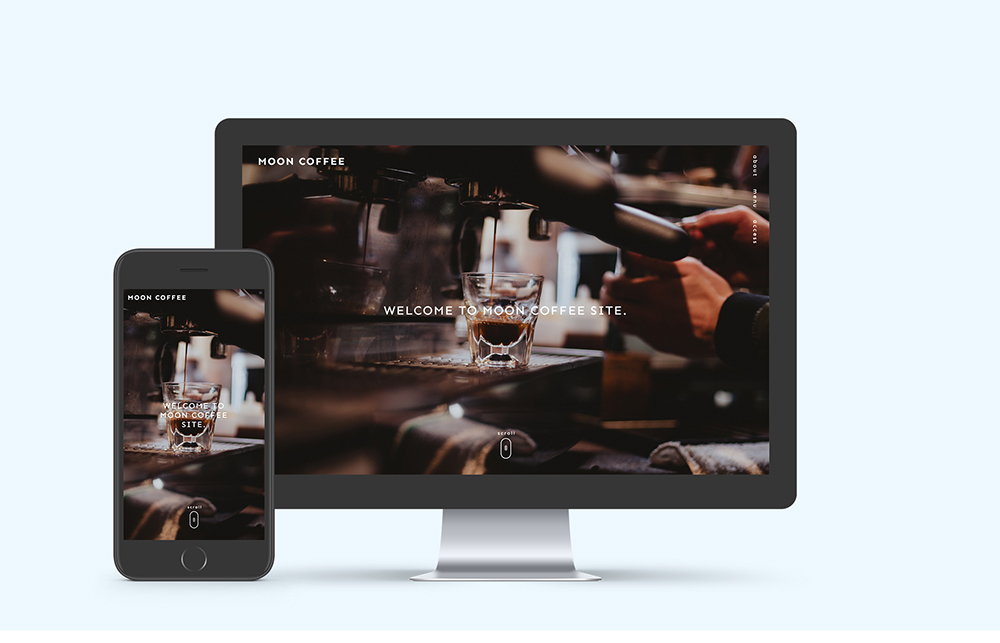 MOON COFFEE
about
menu
access
WELCOME TO MOON COFFEE SITE.
scroll
MOON COFFEE
WELCOME TO
MOON COFFEE
SITE.
scroll